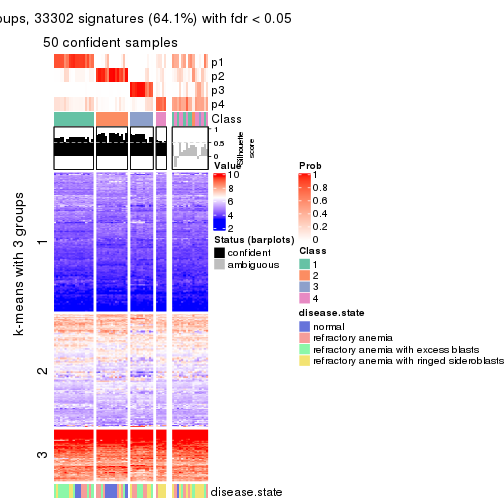 oups, 33302 signatures (64.1%) with fdr < 0.05
50 confident samples
p1
p2
p3
p4
Class
1
0.5
0
Silhouette
score
k-means with 3 groups
1
2
3
disease.state
Value
10
8
6
4
2
Status (barplots)
confident
ambiguous
Prob
1
0.8
0.6
0.4
0.2
0
Class
1
2
3
4
disease.state
normal
refractory anemia
refractory anemia with excess blasts
refractory anemia with ringed sideroblasts